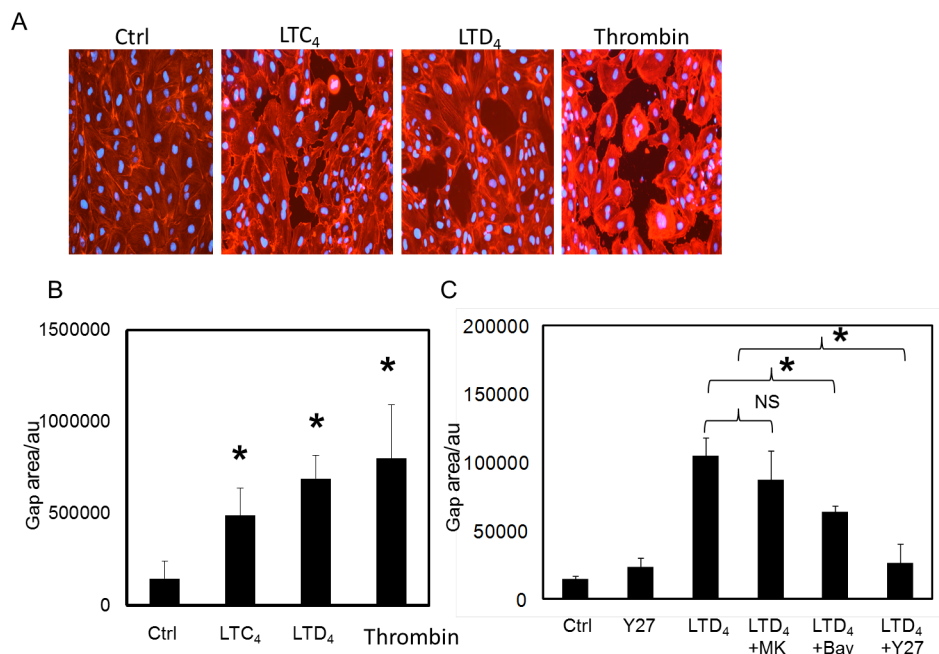 A
Ctrl LTC4 LTD4 Thrombin
B
1500000
1000000
500000
0
Gap area/au
*
*
*
Ctrl LTC4 LTD4 Thrombin
C
200000
150000
100000
50000
0
Gap area/au
*
*
NS
Ctrl Y27 LTD4 LTD4 LTD4 LTD4
+MK +Bay +Y27